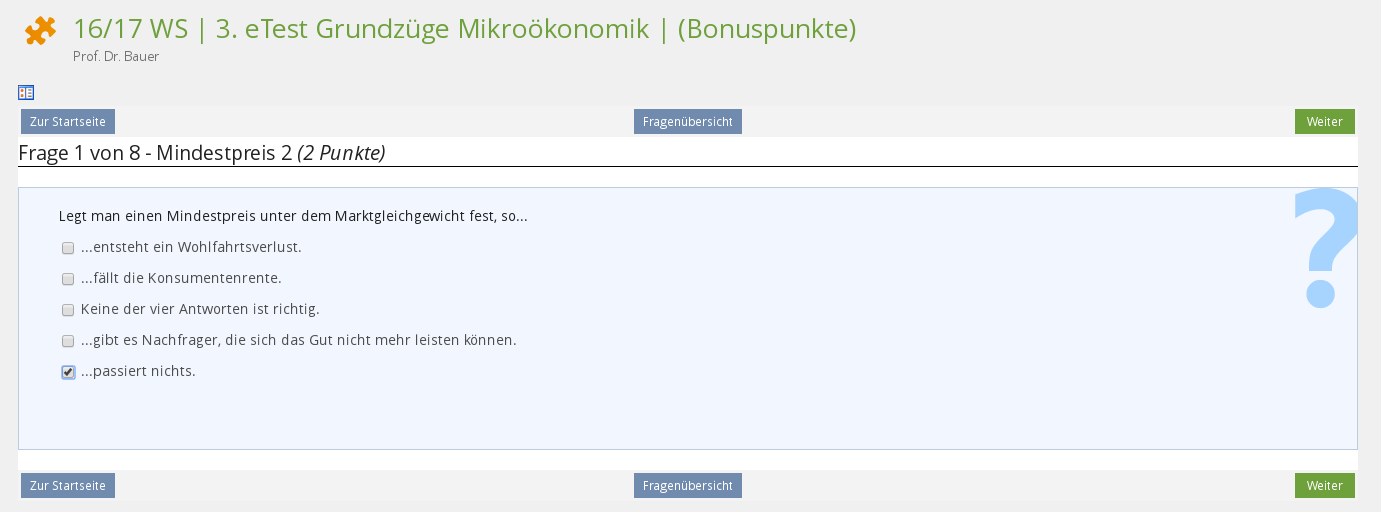 16/17 WS | 3. eTest Grundzüge Mikroökonomik | (Bonuspunkte)
Prof. Dr. Bauer
Zur Startseite
Fragenübersicht
Weiter
Frage 1 von 8 - Mindestpreis 2 (2 Punkte)
?
Legt man einen Mindestpreis unter dem Marktgleichgewicht fest, so...
...entsteht ein Wohlfahrtsverlust.
...fällt die Konsumentenrente.
Keine der vier Antworten ist richtig.
...gibt es Nachfrager, die sich das Gut nicht mehr leisten können.
...passiert nichts.
Zur Startseite
Fragenübersicht
Weiter